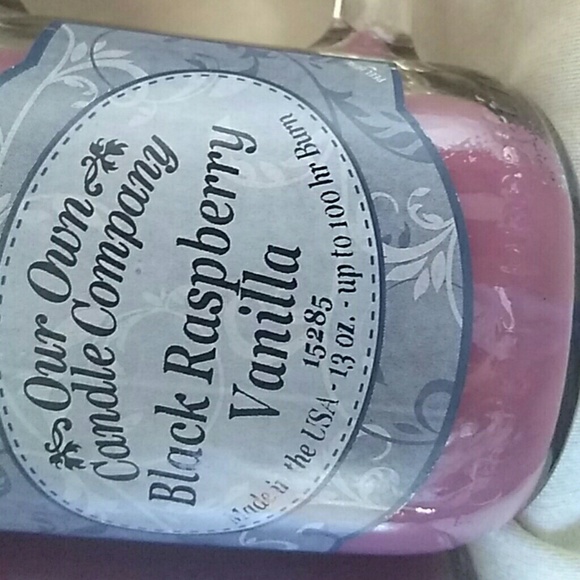 Our Own
Candle Company
Black Raspberry
Vanilla
15285
Made in the USA - 13 oz. - up to 100 hr Burn